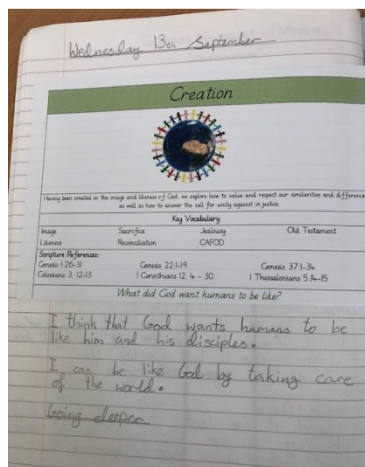 Wednesday 13th September
Creation
Having been created in the image and likeness of God, we explore how to value and respect our similarities and difference
as well as how to answer the call for unity against in justice.
Key Vocabulary:
Image Sacrifice Jealousy Old Testament
Likeness Reconciliation CAFOD
Scripture References:
Genesis 1:26-31 Genesis 22:1-19 Genesis 37:1-36
Colossians 3: 12-13 1 Corinthians 12: 4 - 30 1 Thessalonians 5:14-15
What did God want humans to be like?
I think that God wants humans to be
like him and his disciples.
I can be like God by taking care
of the world.
Going deeper